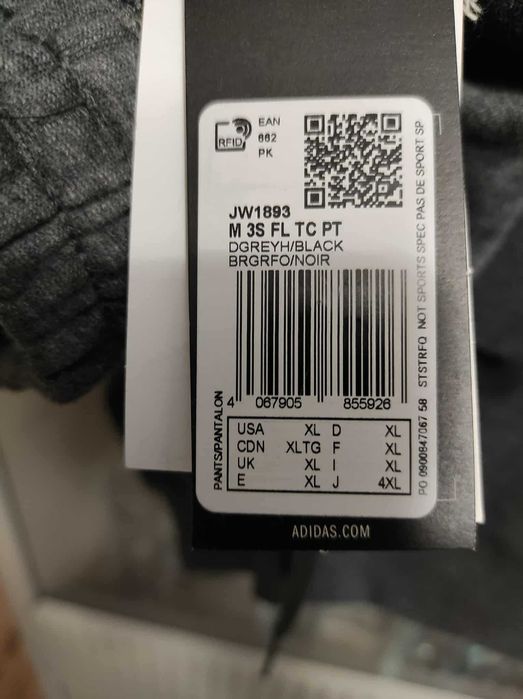 RFID
EAN
662
PK
JW1893
M 3S FL TC PT
DGREYH/BLACK
BRGRFO/NOIR
4 067905 855926
PANTS/PANTALON
USA XL D XL
CDN XLTG F XL
UK XL I XL
E XL J 4XL
PO 0900847067 58 STSTRFQ NOT SPORTS SPEC PAS DE SPORT SP
ADIDAS.COM